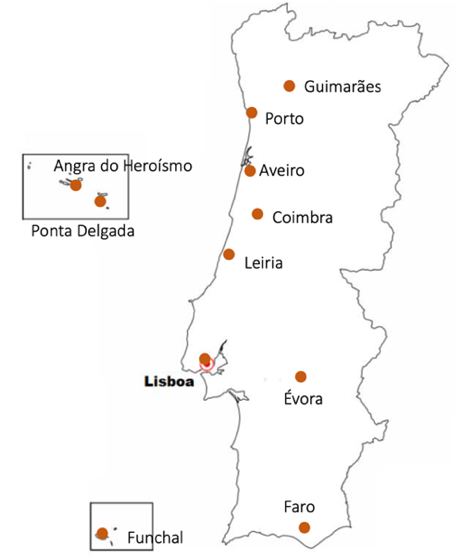 Guimarães
Porto
Angra do Heroísmo
Aveiro
Coimbra
Ponta Delgada
Leiria
Lisboa
Évora
Faro
Funchal